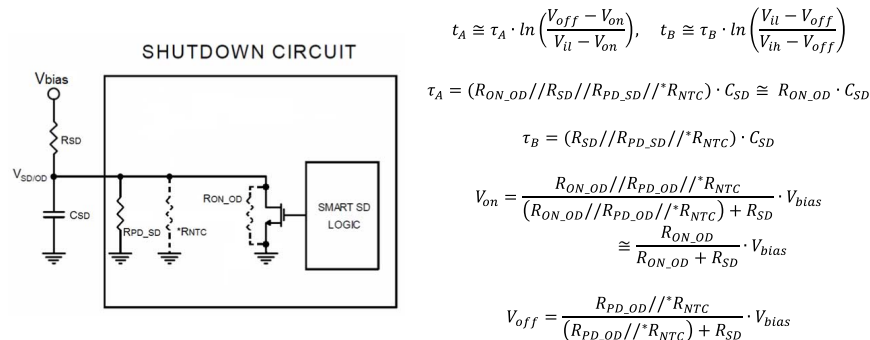 SHUTDOWN CIRCUIT
Vbias
RSD
VSD/OD
CSD
RPD_SD
*RNTC
RON_OD
SMART SD
LOGIC
t_A ≅ τ_A · ln((V_off − V_on)/(V_il − V_on)), t_B ≅ τ_B · ln((V_il − V_off)/(V_ih − V_off))
τ_A = (R_ON_OD//R_SD//R_PD_SD//*R_NTC) · C_SD ≅ R_ON_OD · C_SD
τ_B = (R_SD//R_PD_SD//*R_NTC) · C_SD
V_on = (R_ON_OD//R_PD_OD//*R_NTC)/((R_ON_OD//R_PD_OD//*R_NTC) + R_SD) · V_bias
≅ R_ON_OD/(R_ON_OD + R_SD) · V_bias
V_off = (R_PD_OD//*R_NTC)/((R_PD_OD//*R_NTC) + R_SD) · V_bias